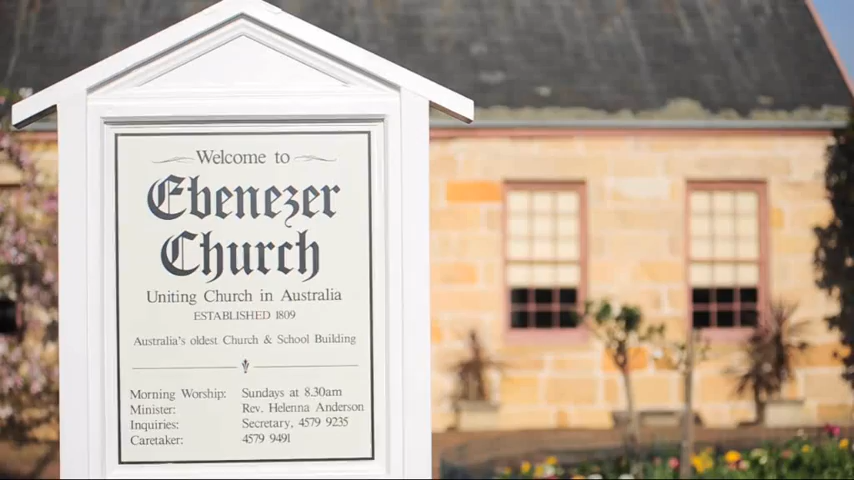 Welcome to
Ebenezer
Church
Uniting Church in Australia
ESTABLISHED 1809
Australia's oldest Church & School Building
Morning Worship: Sundays at 8.30am
Minister: Rev. Helenna Anderson
Inquiries: Secretary, 4579 9235
Caretaker: 4579 9491